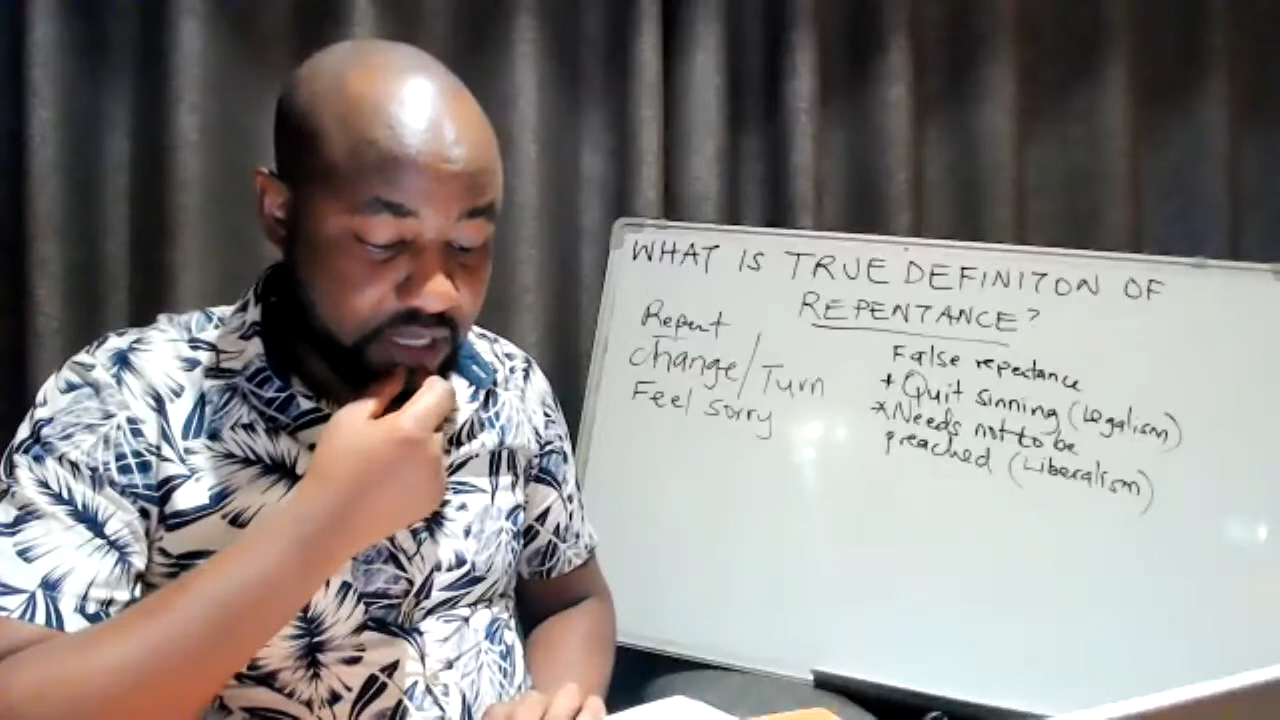 WHAT IS TRUE DEFINITON OF
REPENTANCE?
Repent
change/Turn
Feel sorry
False repectance
+ Quit sinning (Legalism)
*Needs not to be
preached (Liberalism)